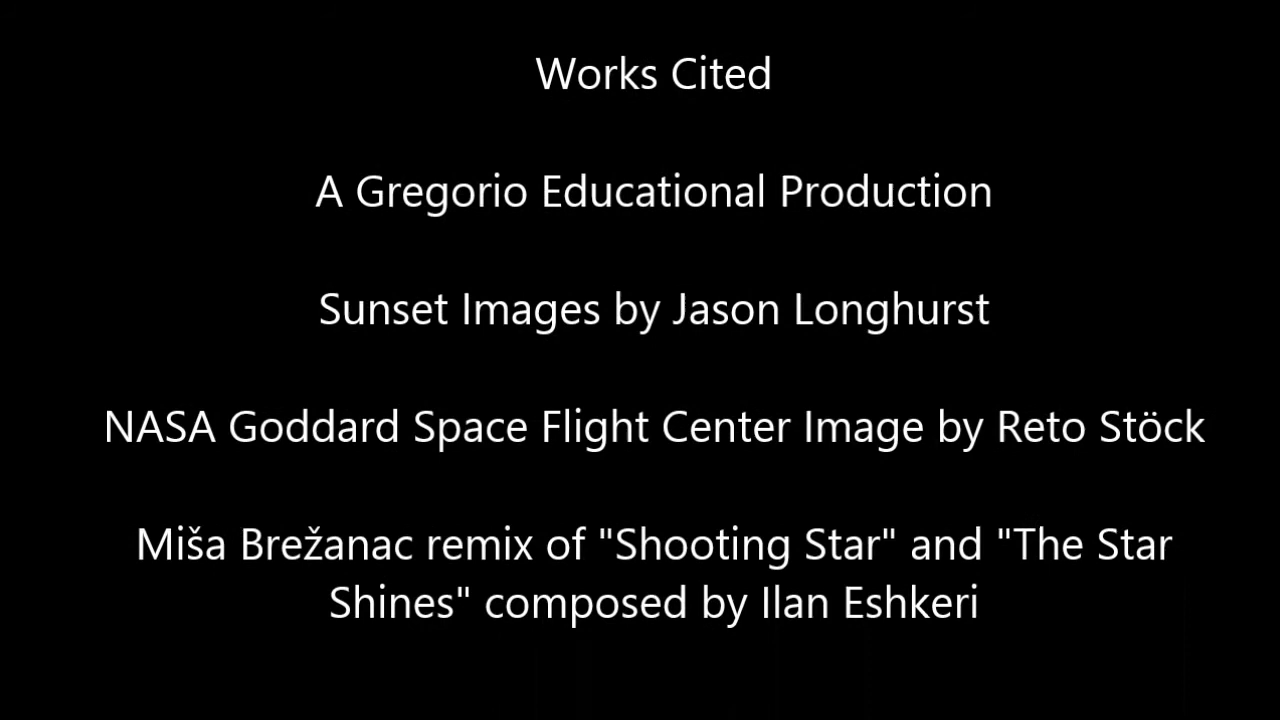 Works Cited
A Gregorio Educational Production
Sunset Images by Jason Longhurst
NASA Goddard Space Flight Center Image by Reto Stöck
Miša Brežanac remix of "Shooting Star" and "The Star
Shines" composed by Ilan Eshkeri